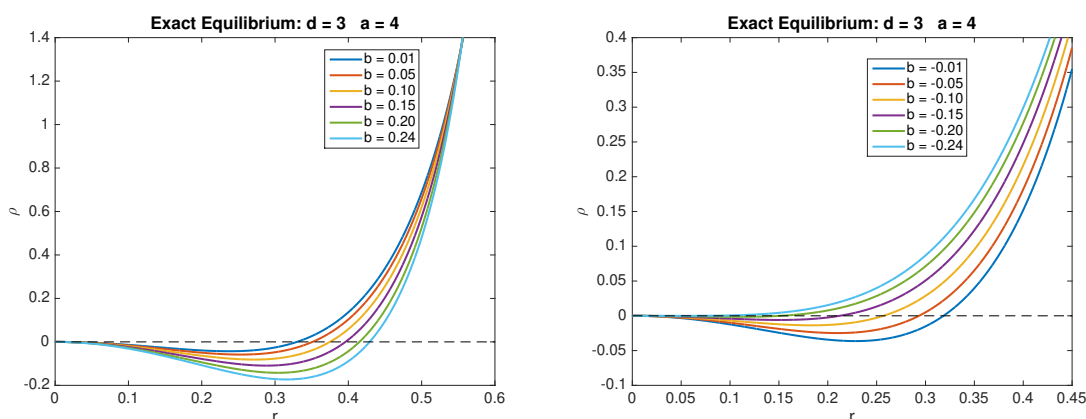 Exact Equilibrium: d = 3 a = 4
1.4
1.2
1
0.8
0.6
0.4
0.2
0
-0.2
ρ
b = 0.01
b = 0.05
b = 0.10
b = 0.15
b = 0.20
b = 0.24
0 0.1 0.2 0.3 0.4 0.5 0.6
r
Exact Equilibrium: d = 3 a = 4
0.4
0.35
0.3
0.25
0.2
0.15
0.1
0.05
0
-0.05
-0.1
ρ
b = -0.01
b = -0.05
b = -0.10
b = -0.15
b = -0.20
b = -0.24
0 0.05 0.1 0.15 0.2 0.25 0.3 0.35 0.4 0.45
r